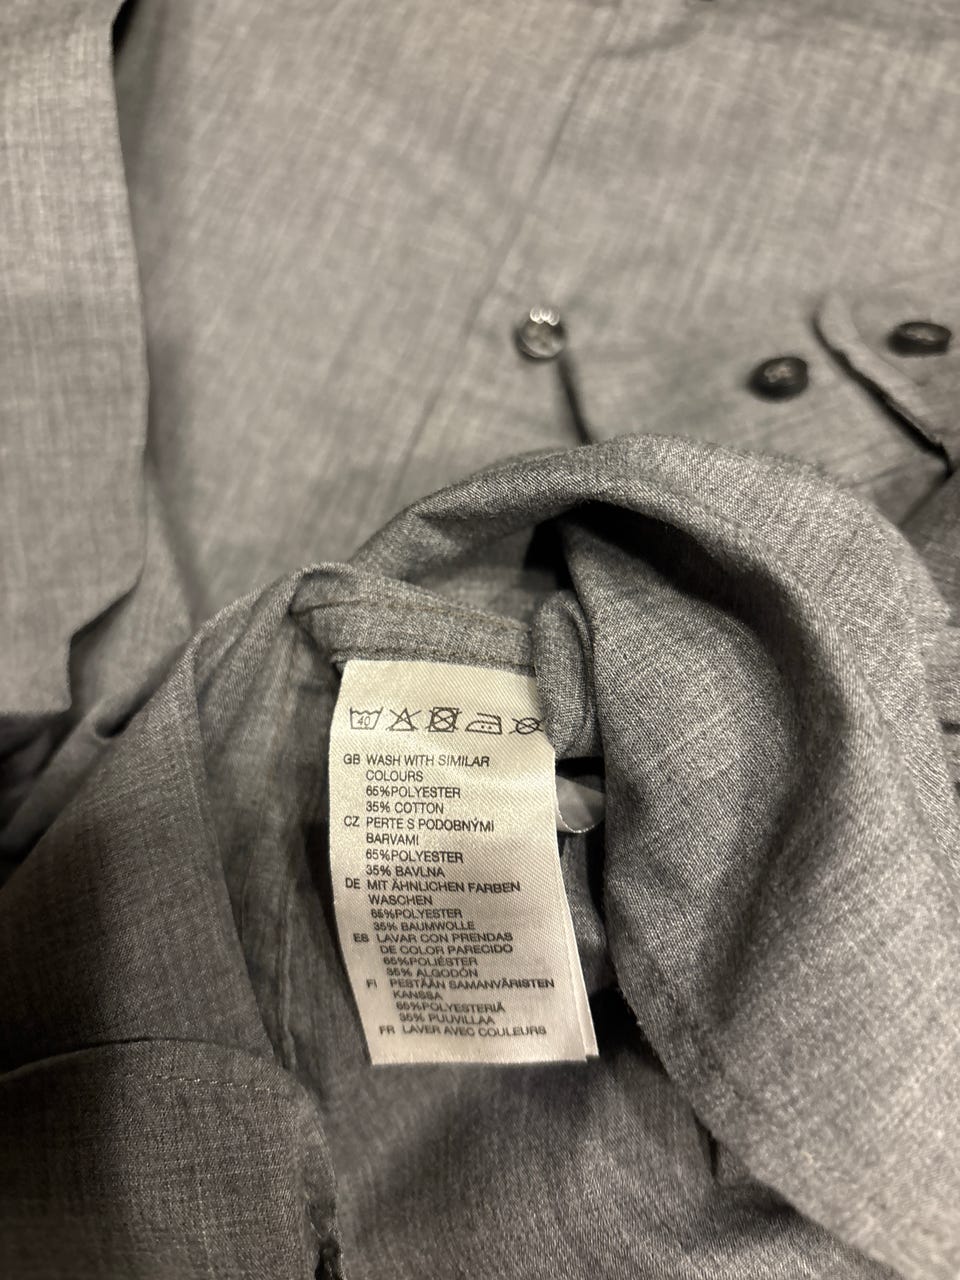 40
GB WASH WITH SIMILAR
COLOURS
65%POLYESTER
35% COTTON
CZ PERTE S PODOBNÝMI
BARVAMI
65%POLYESTER
35% BAVLNA
DE MIT ÄHNLICHEN FARBEN
WASCHEN
65%POLYESTER
35% BAUMWOLLE
ES LAVAR CON PRENDAS
DE COLOR PARECIDO
65%POLIÉSTER
35% ALGODÓN
FI PESTÄÄN SAMANVÄRISTEN
KANSSA
65%POLYESTERIÄ
35% PUUVILLAA
FR LAVER AVEC COULEURS